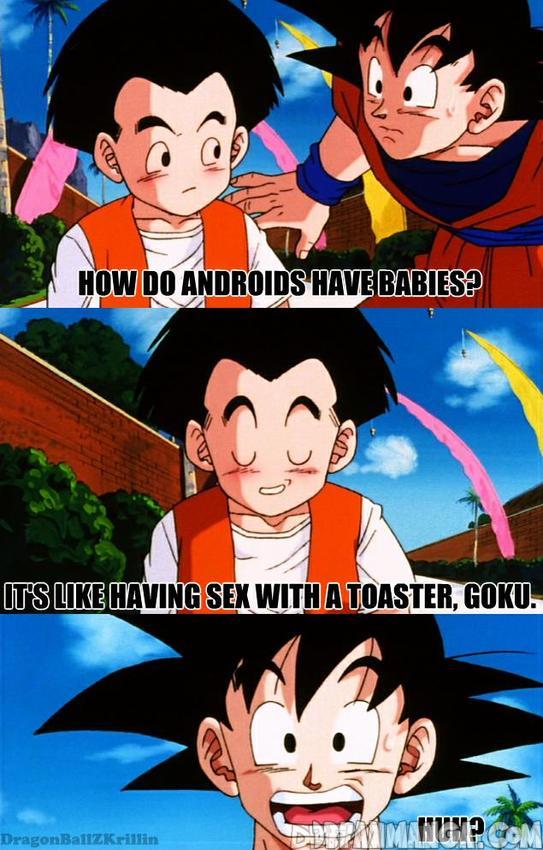 HOW DO ANDROIDS HAVE BABIES?
IT'S LIKE HAVING SEX WITH A TOASTER, GOKU.
HUH?
DragonBallZKrillin